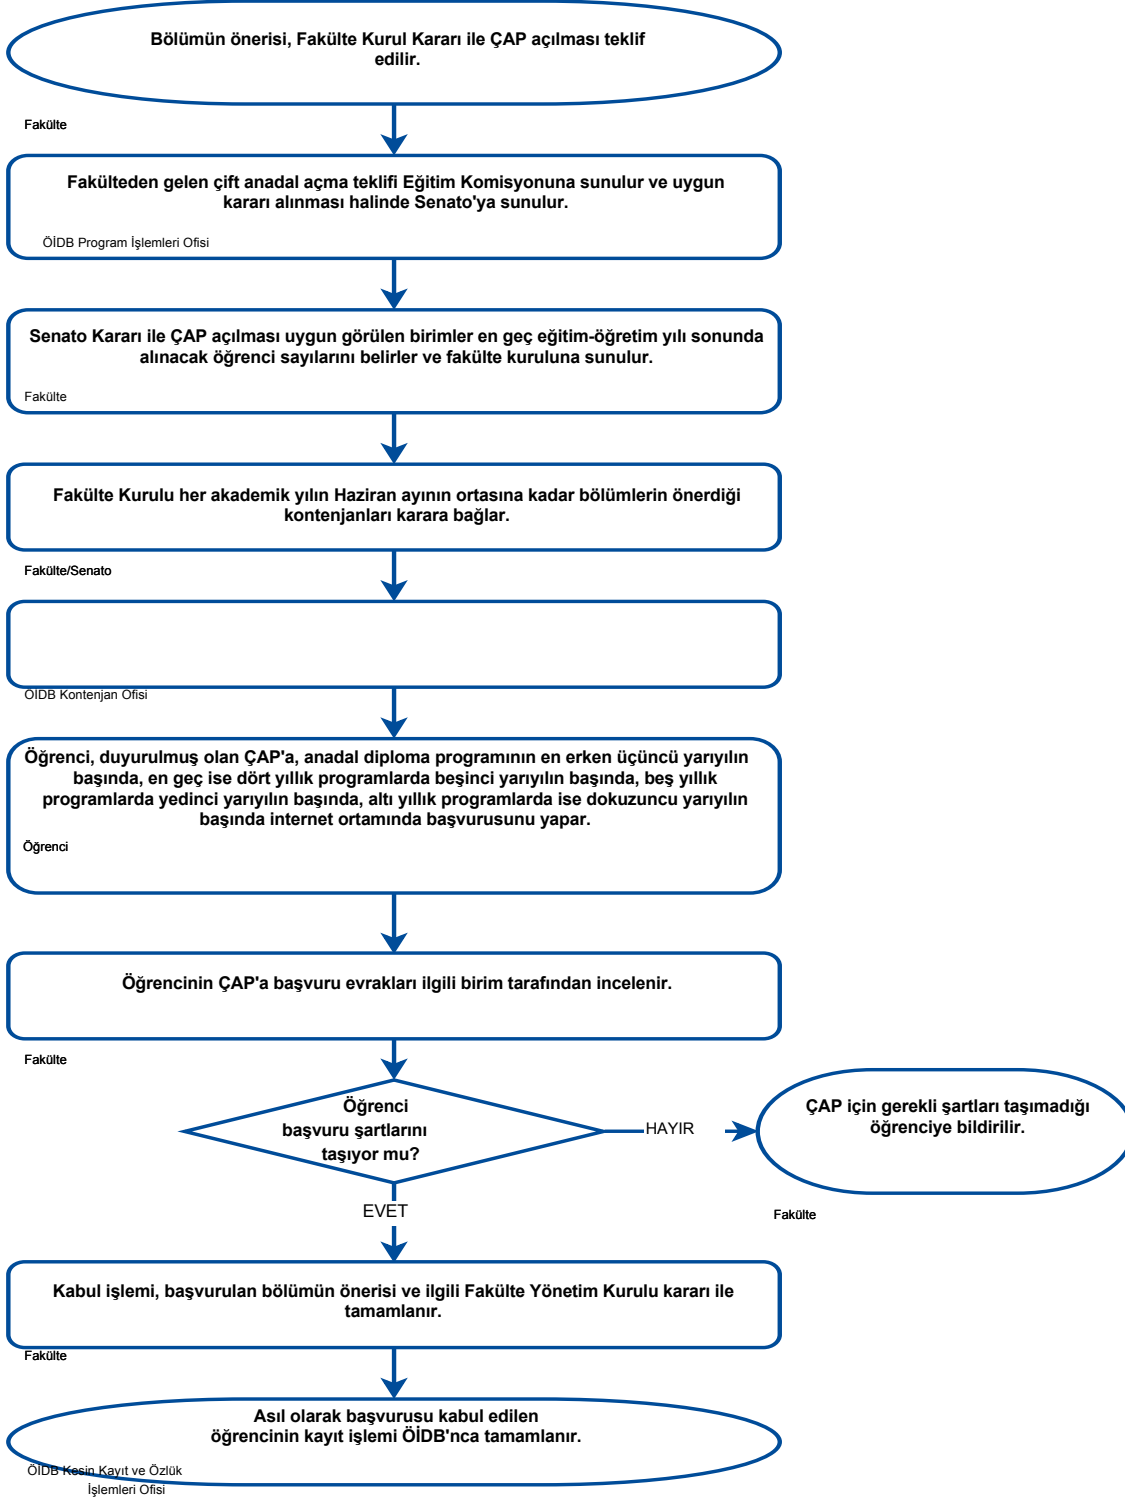 Bölümün önerisi, Fakülte Kurul Kararı ile ÇAP açılması teklif
edilir.
Fakülte
Fakülteden gelen çift anadal açma teklifi Eğitim Komisyonuna sunulur ve uygun
kararı alınması halinde Senato'ya sunulur.
ÖİDB Program İşlemleri Ofisi
Senato Kararı ile ÇAP açılması uygun görülen birimler en geç eğitim-öğretim yılı sonunda
alınacak öğrenci sayılarını belirler ve fakülte kuruluna sunulur.
Fakülte
Fakülte Kurulu her akademik yılın Haziran ayının ortasına kadar bölümlerin önerdiği
kontenjanları karara bağlar.
Fakülte/Senato
ÖİDB Kontenjan Ofisi
Öğrenci, duyurulmuş olan ÇAP'a, anadal diploma programının en erken üçüncü yarıyılın
başında, en geç ise dört yıllık programlarda beşinci yarıyılın başında, beş yıllık
programlarda yedinci yarıyılın başında, altı yıllık programlarda ise dokuzuncu yarıyılın
başında internet ortamında başvurusunu yapar.
Öğrenci
Öğrencinin ÇAP'a başvuru evrakları ilgili birim tarafından incelenir.
Fakülte
Öğrenci
başvuru şartlarını
taşıyor mu?
HAYIR
ÇAP için gerekli şartları taşımadığı
öğrenciye bildirilir.
Fakülte
EVET
Kabul işlemi, başvurulan bölümün önerisi ve ilgili Fakülte Yönetim Kurulu kararı ile
tamamlanır.
Fakülte
Asıl olarak başvurusu kabul edilen
öğrencinin kayıt işlemi ÖİDB'nca tamamlanır.
ÖİDB Kesin Kayıt ve Özlük
İşlemleri Ofisi